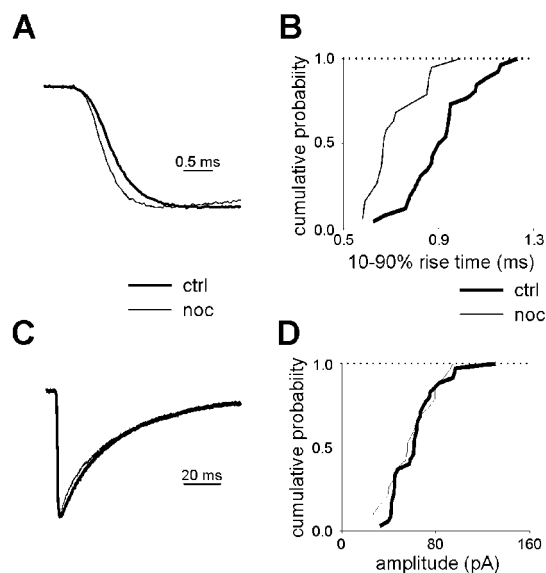 A
0.5 ms
B
cumulative probabiity
1.0
0.5
0.0
0.5
0.9
1.3
10-90% rise time (ms)
ctrl
noc
ctrl
noc
C
20 ms
D
cumulative probabiity
1.0
0.5
0.0
0
80
160
amplitude (pA)